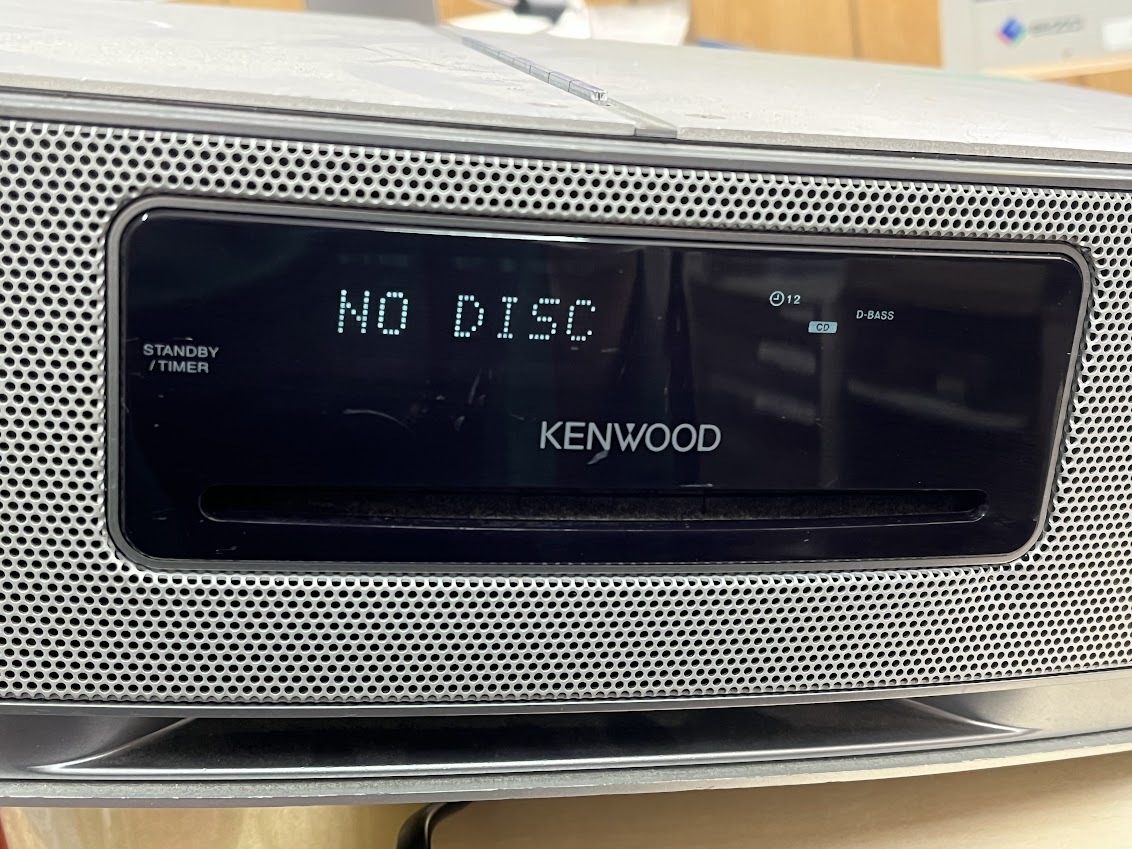 NO DISC
12
CD
D-BASS
STANDBY
/TIMER
KENWOOD